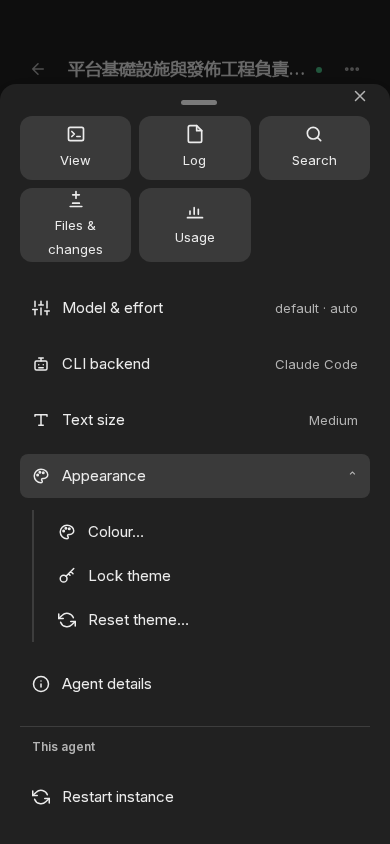 平台基礎設施與發佈工程負責…
View
Log
Search
Files &
changes
Usage
Model & effort
default · auto
CLI backend
Claude Code
Text size
Medium
Appearance
Colour...
Lock theme
Reset theme...
Agent details
This agent
Restart instance